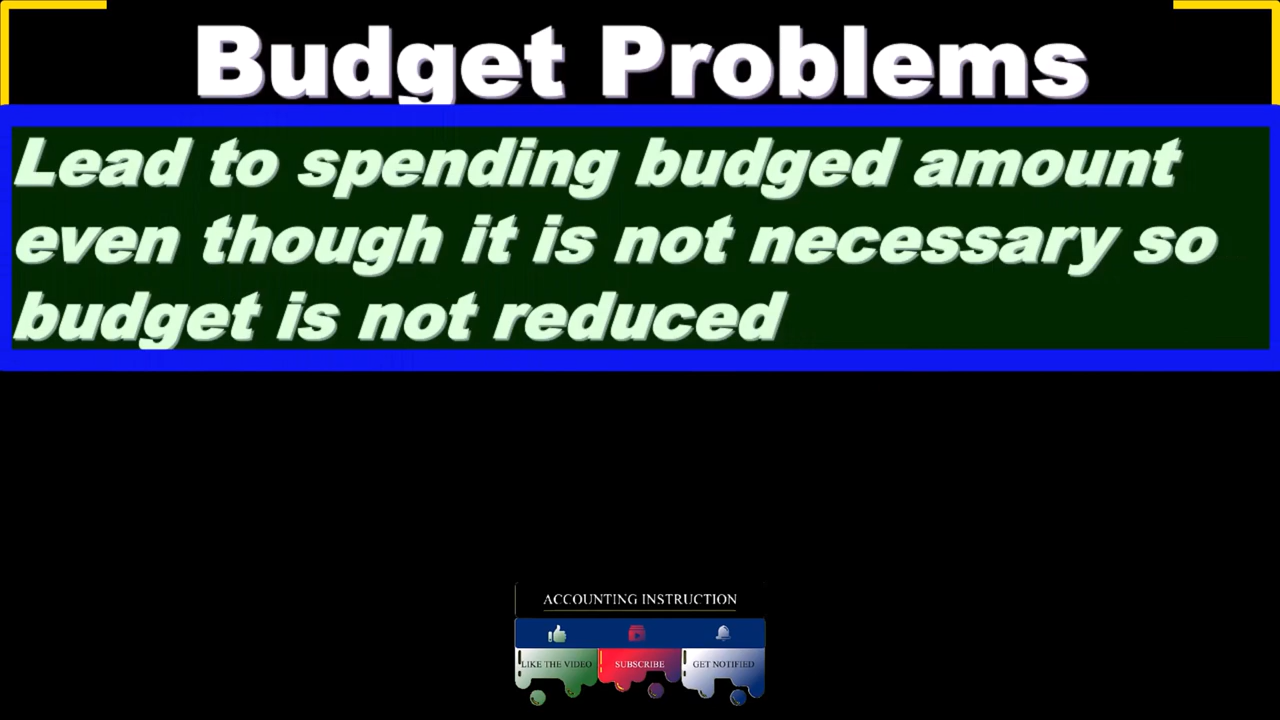 Budget Problems
Lead to spending budged amount
even though it is not necessary so
budget is not reduced
ACCOUNTING INSTRUCTION
LIKE THE VIDEO SUBSCRIBE GET NOTIFIED